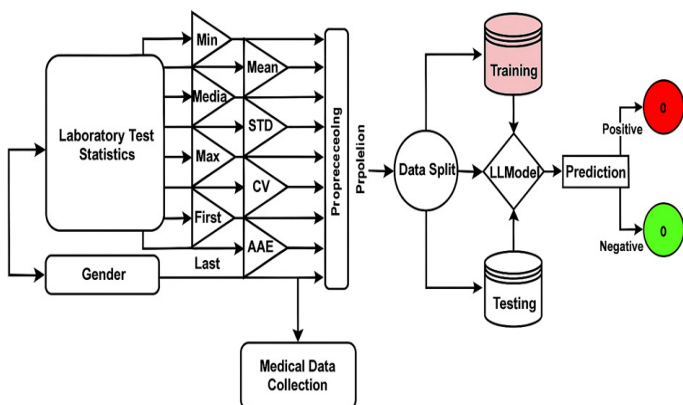 Min
Mean
Media
Laboratory Test
Statistics
STD
Max
CV
First
AAE
Last
Gender
Medical Data
Collection
Proprececeolng
Prpolelion
Data Split
Training
LLModel
Testing
Prediction
Positive
0
Negative
0